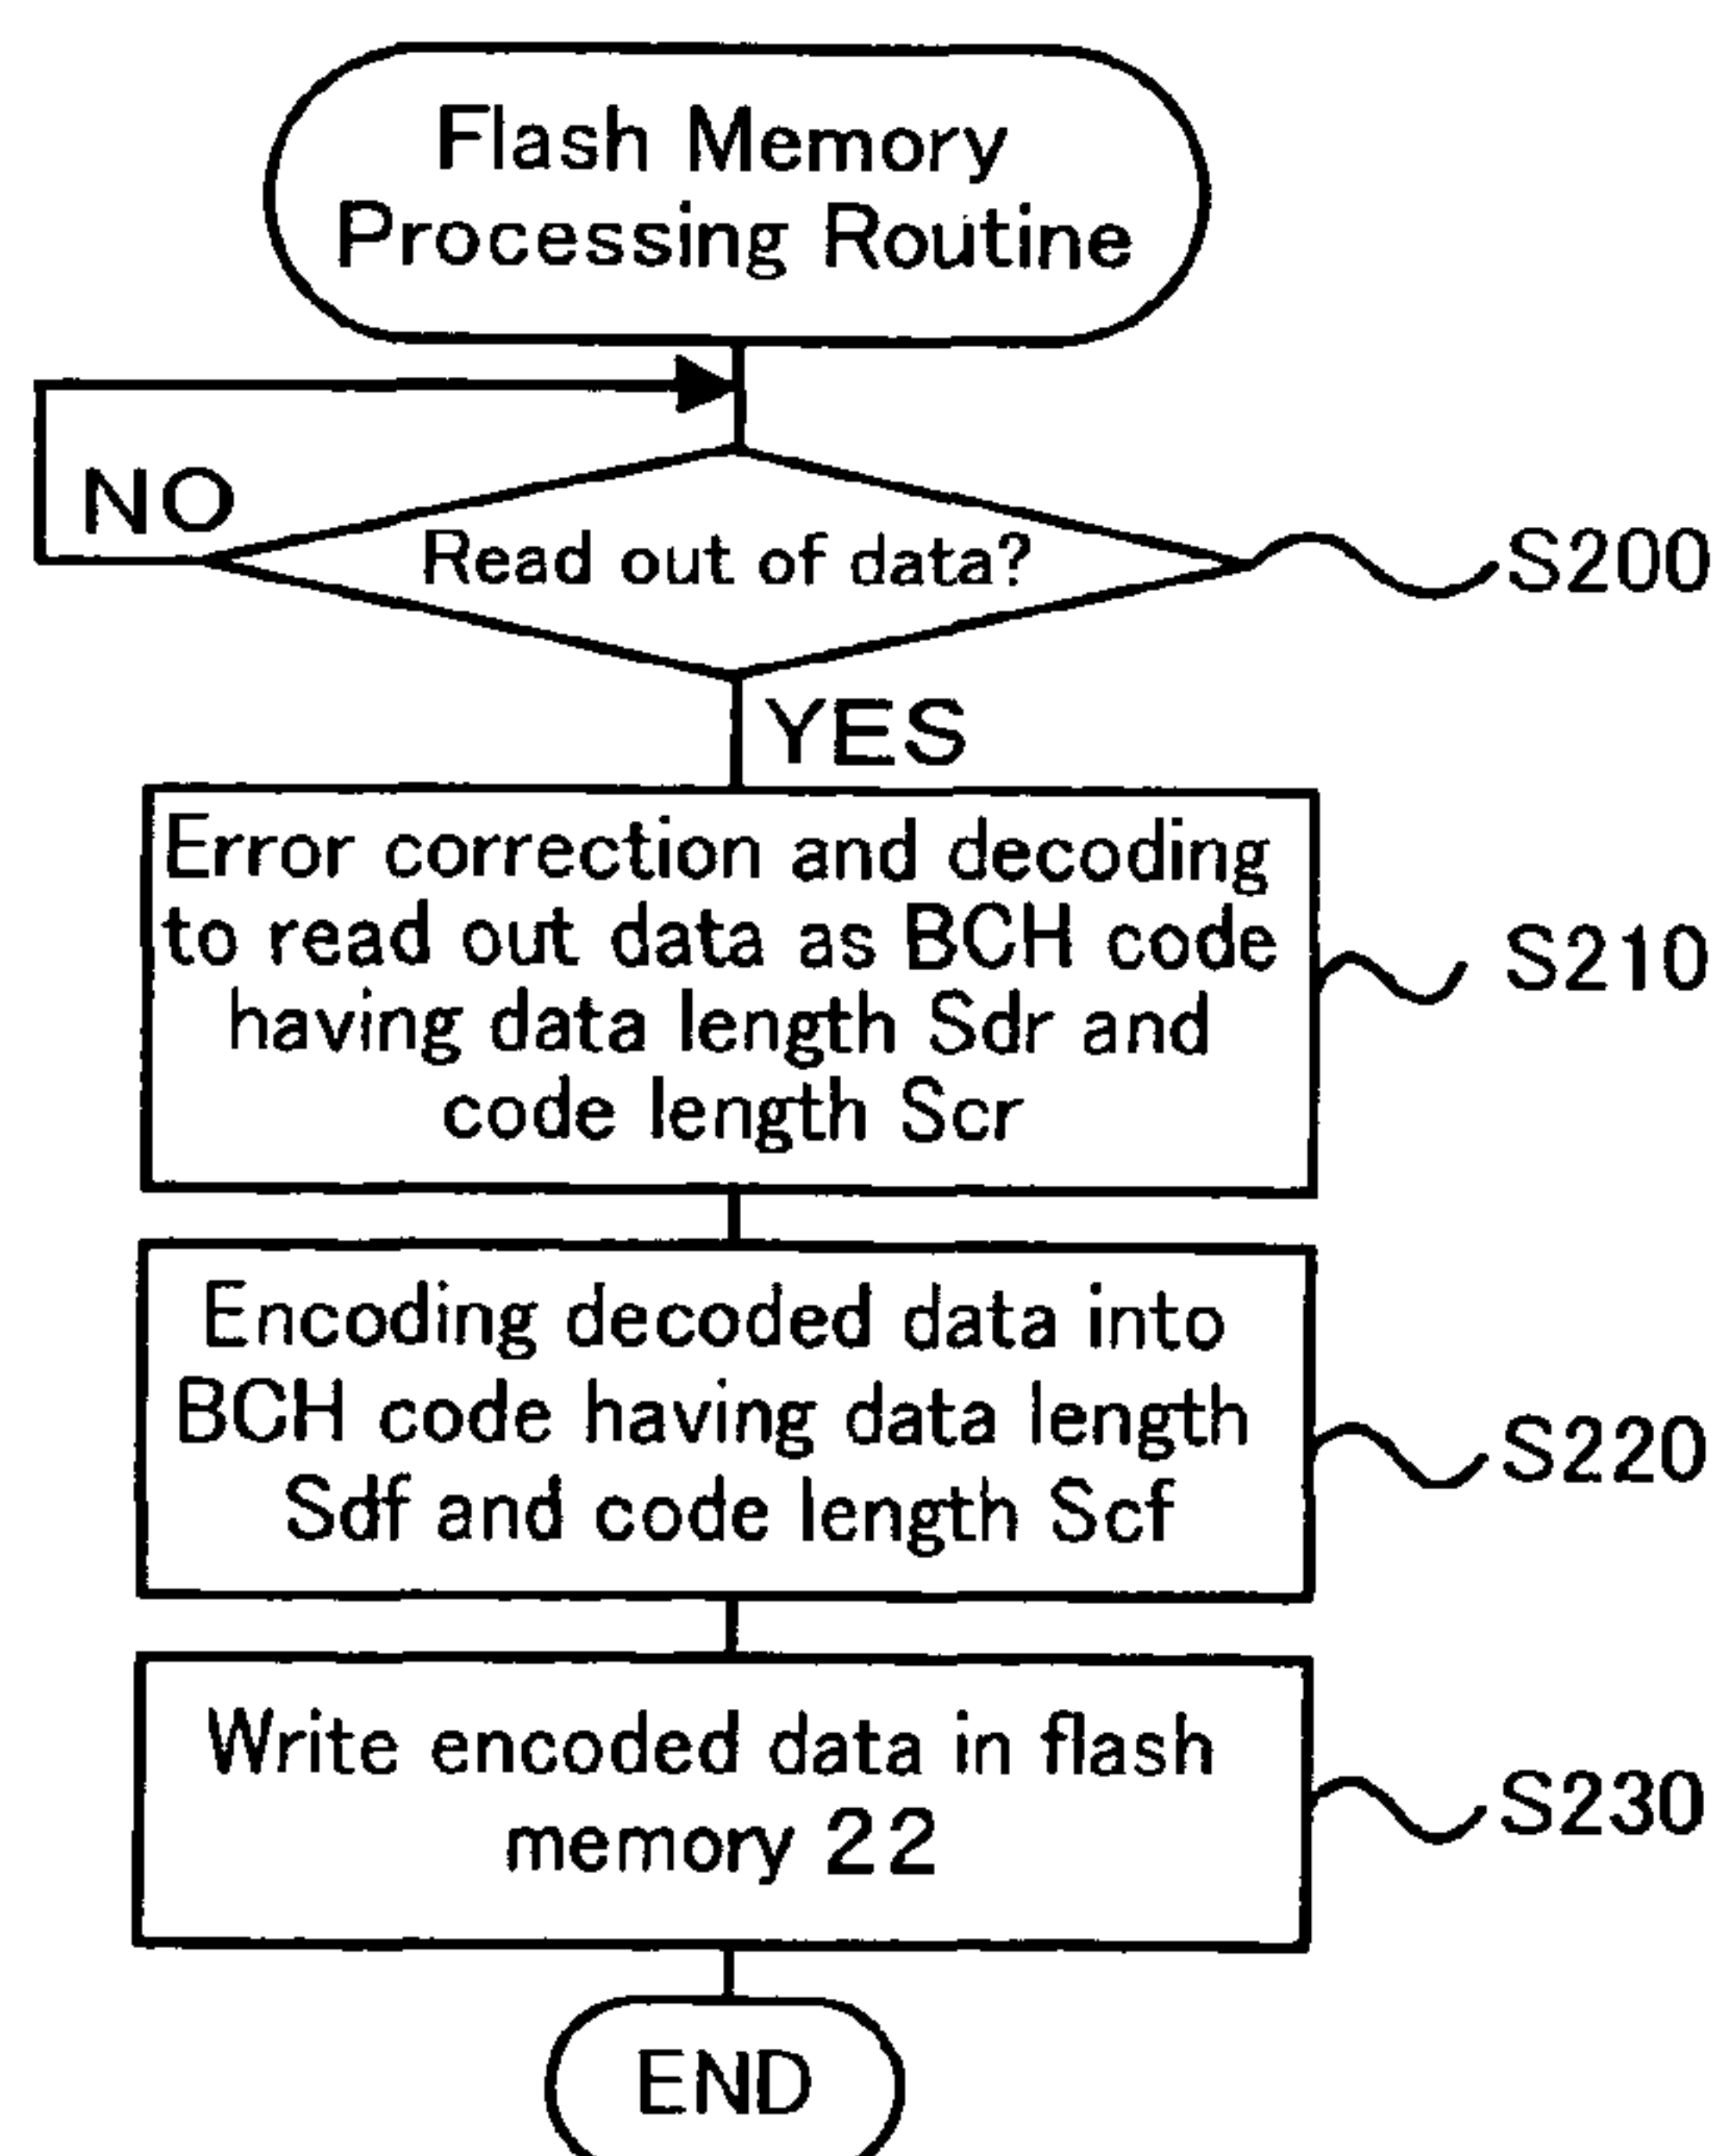 Flash Memory
Processing Routine
NO
Read out of data?
S200
YES
Error correction and decoding
to read out data as BCH code
having data length Sdr and
code length Scr
S210
Encoding decoded data into
BCH code having data length
Sdf and code length Scf
S220
Write encoded data in flash
memory 22
S230
END